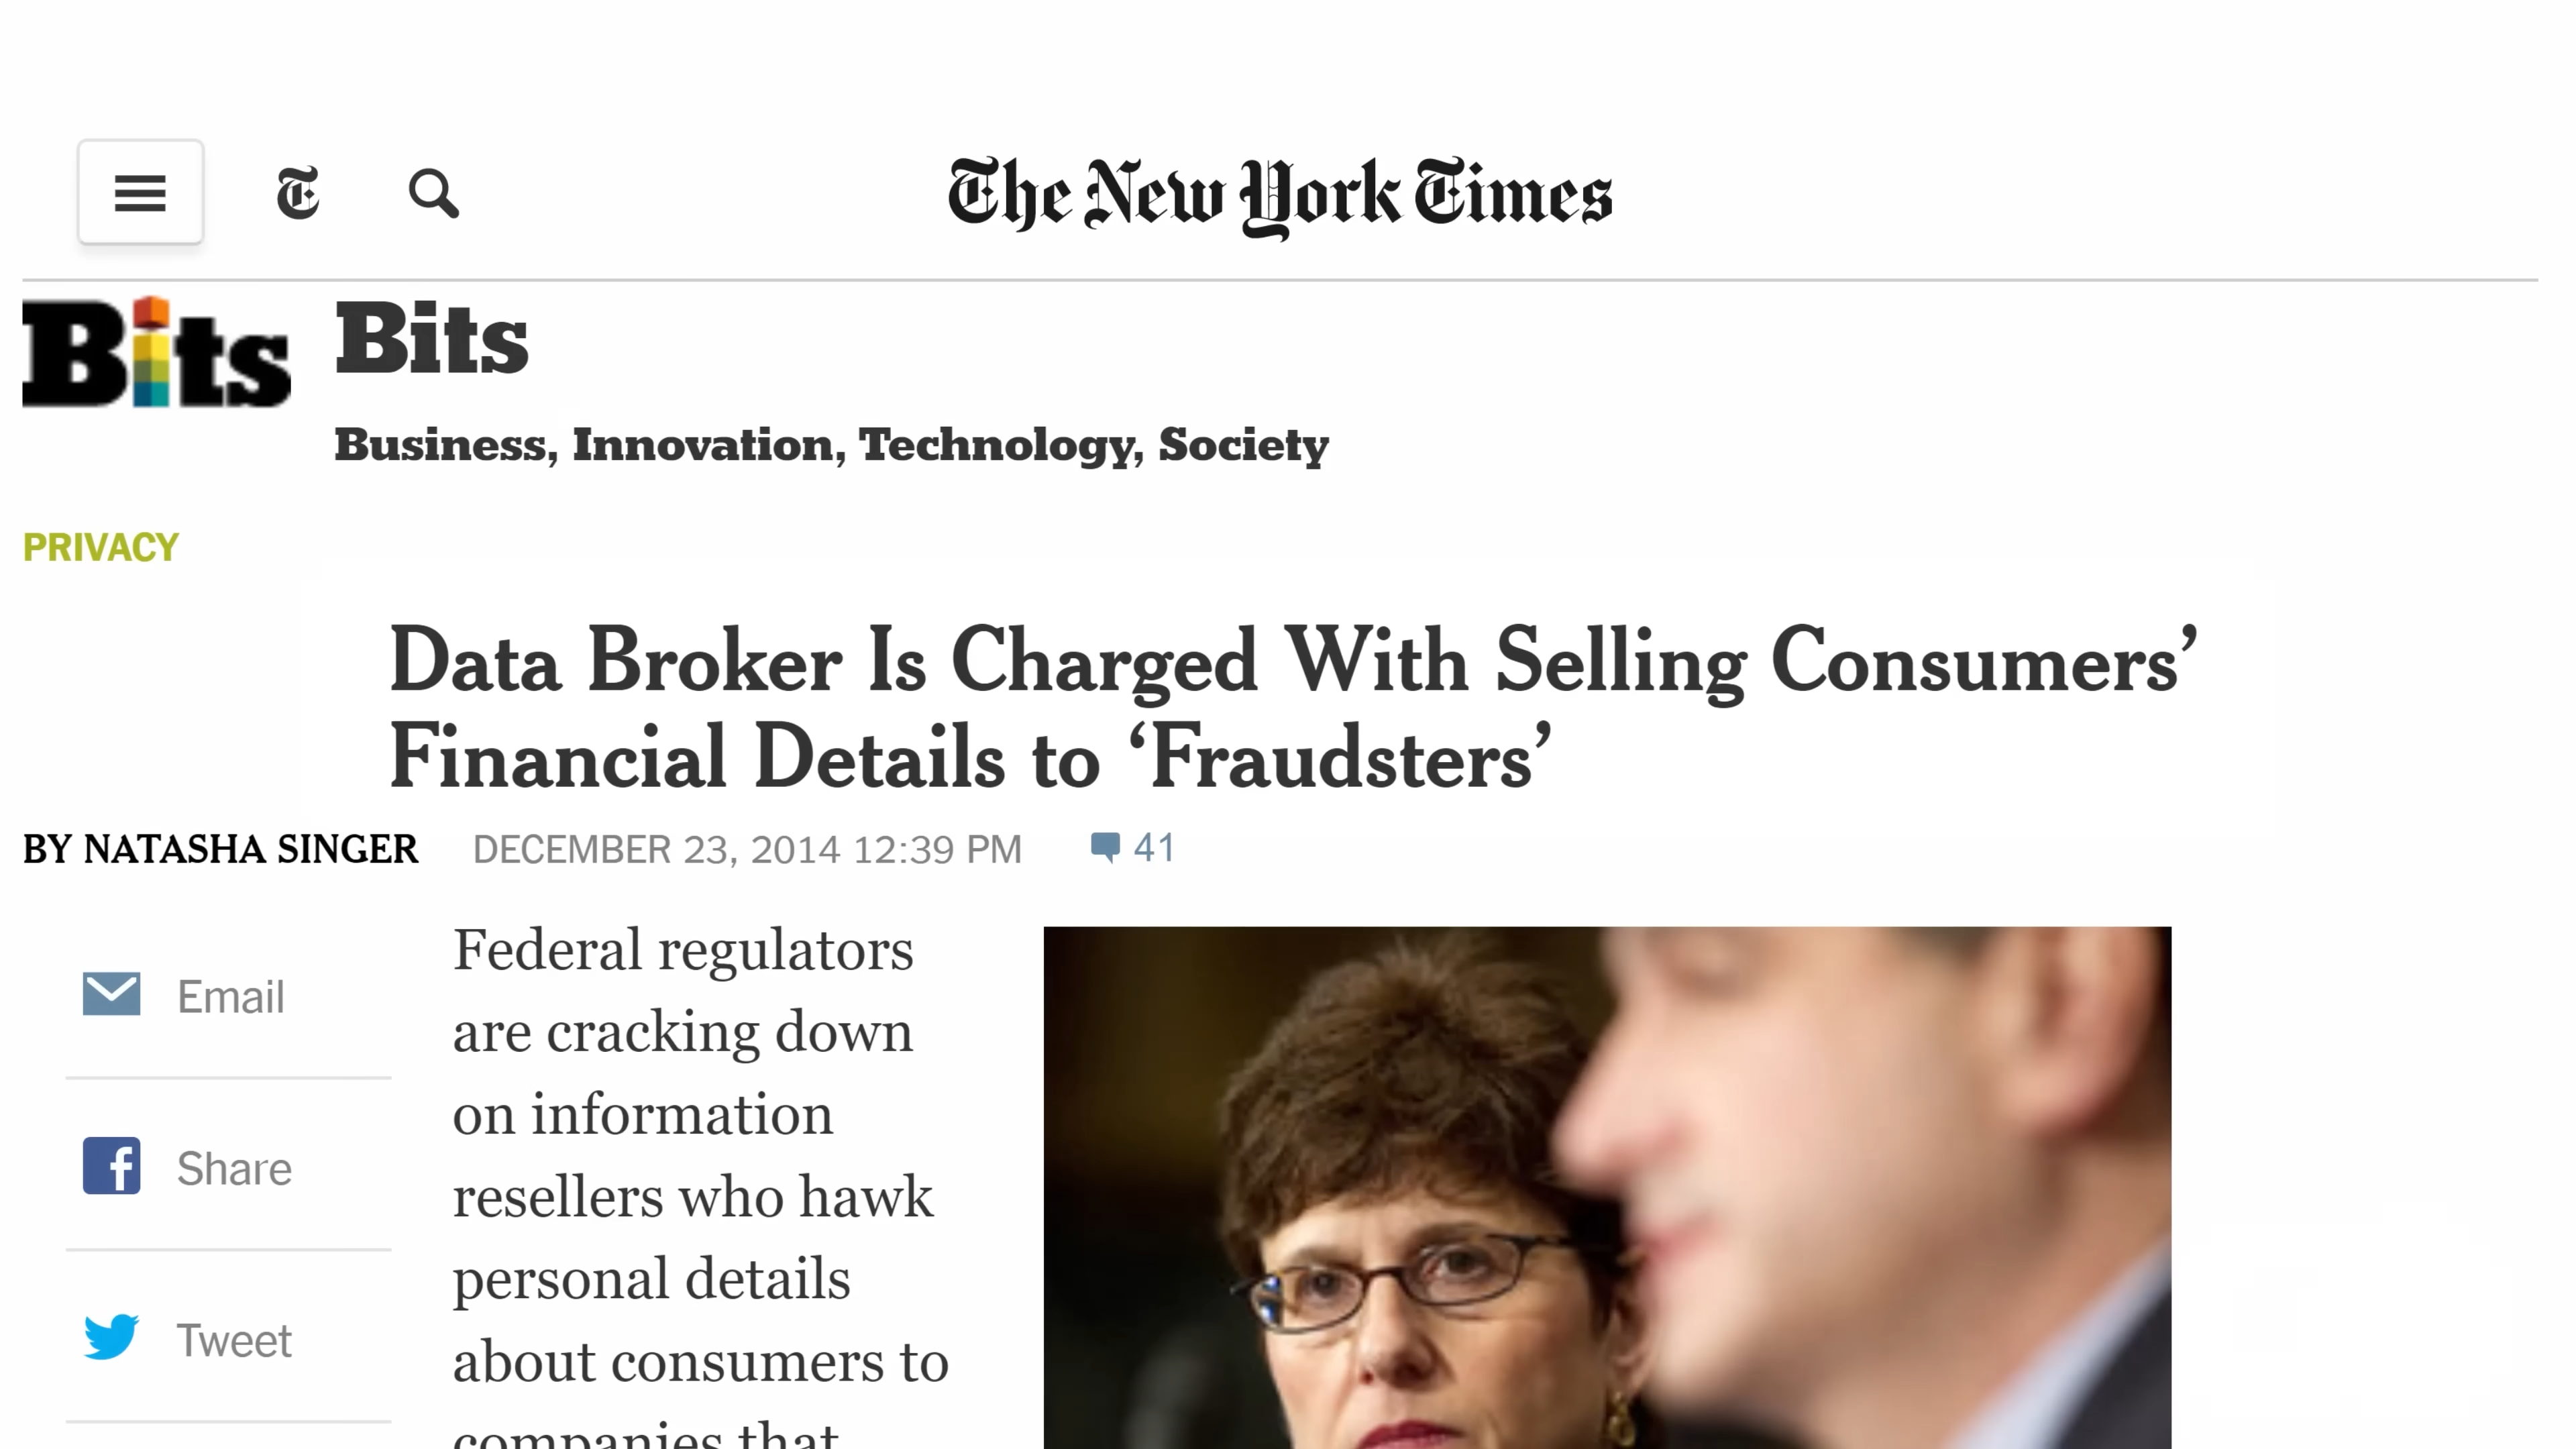 The New York Times
Bits
Bits
Business, Innovation, Technology, Society
PRIVACY
Data Broker Is Charged With Selling Consumers’
Financial Details to ‘Fraudsters’
BY NATASHA SINGER DECEMBER 23, 2014 12:39 PM 41
Email
Share
Tweet
Federal regulators
are cracking down
on information
resellers who hawk
personal details
about consumers to
companies that